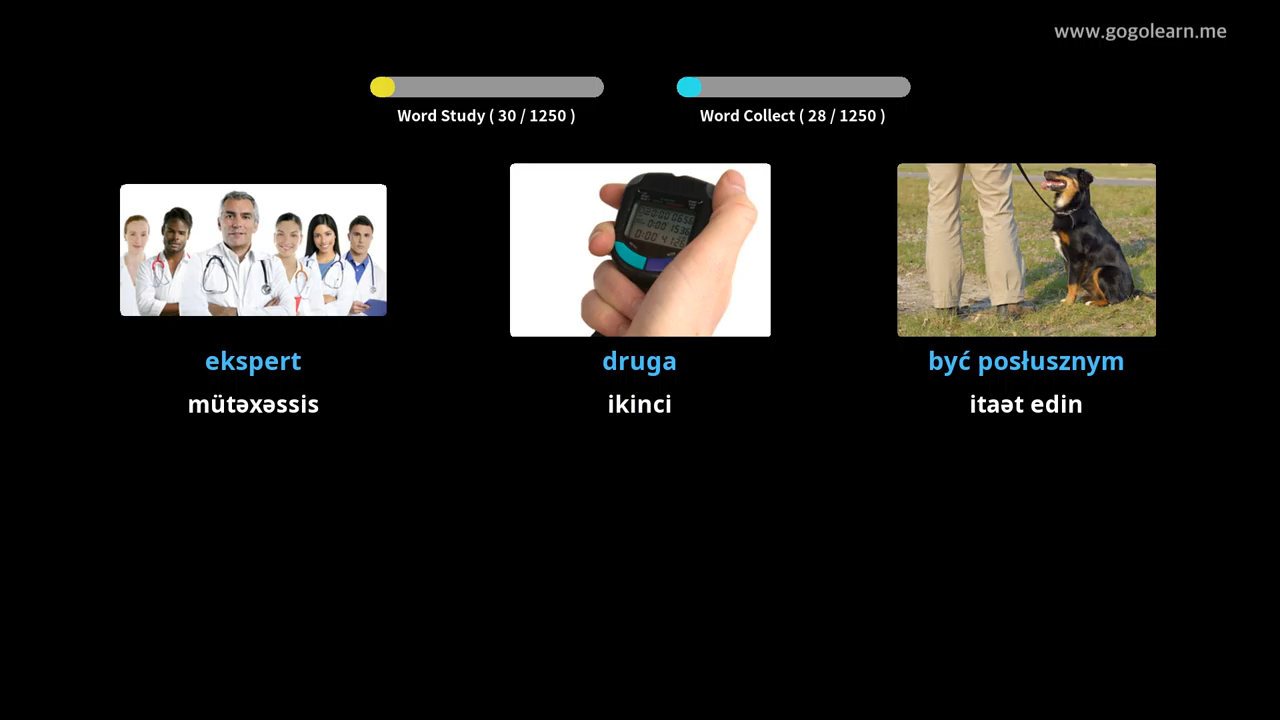 www.gogolearn.me
Word Study ( 30 / 1250 )
Word Collect ( 28 / 1250 )
ekspert
druga
być posłusznym
mütəxəssis
ikinci
itaət edin